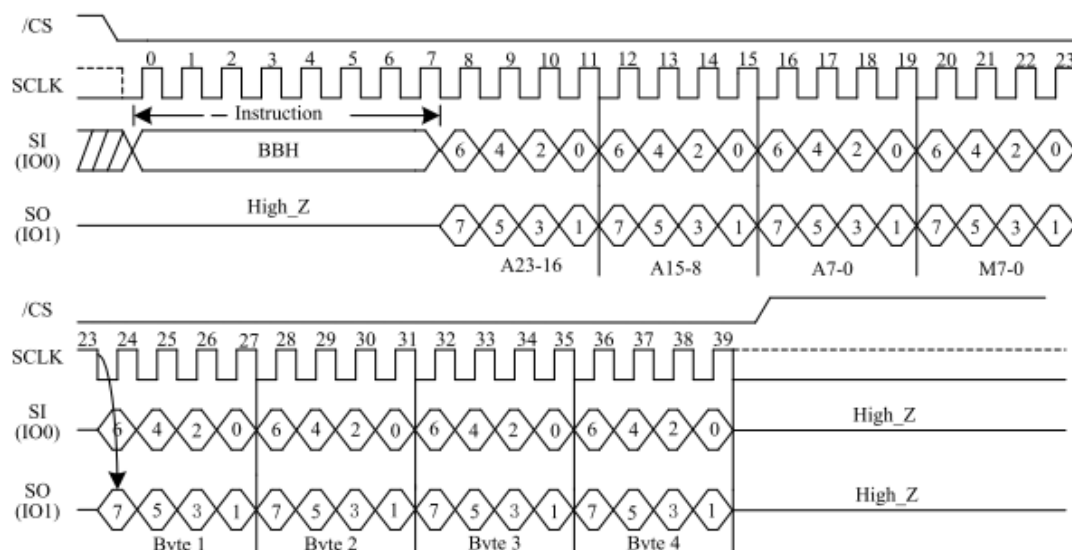 /CS
0 1 2 3 4 5 6 7 8 9 10 11 12 13 14 15 16 17 18 19 20 21 22 23
SCLK
Instruction
SI
(IO0)
BBH
6 4 2 0 6 4 2 0 6 4 2 0 6 4 2 0
SO
(IO1)
High_Z
7 5 3 1 7 5 3 1 7 5 3 1 7 5 3 1
A23-16 A15-8 A7-0 M7-0
/CS
23 24 25 26 27 28 29 30 31 32 33 34 35 36 37 38 39
SCLK
SI
(IO0)
6 4 2 0 6 4 2 0 6 4 2 0 6 4 2 0
High_Z
SO
(IO1)
7 5 3 1 7 5 3 1 7 5 3 1 7 5 3 1
High_Z
Byte 1 Byte 2 Byte 3 Byte 4